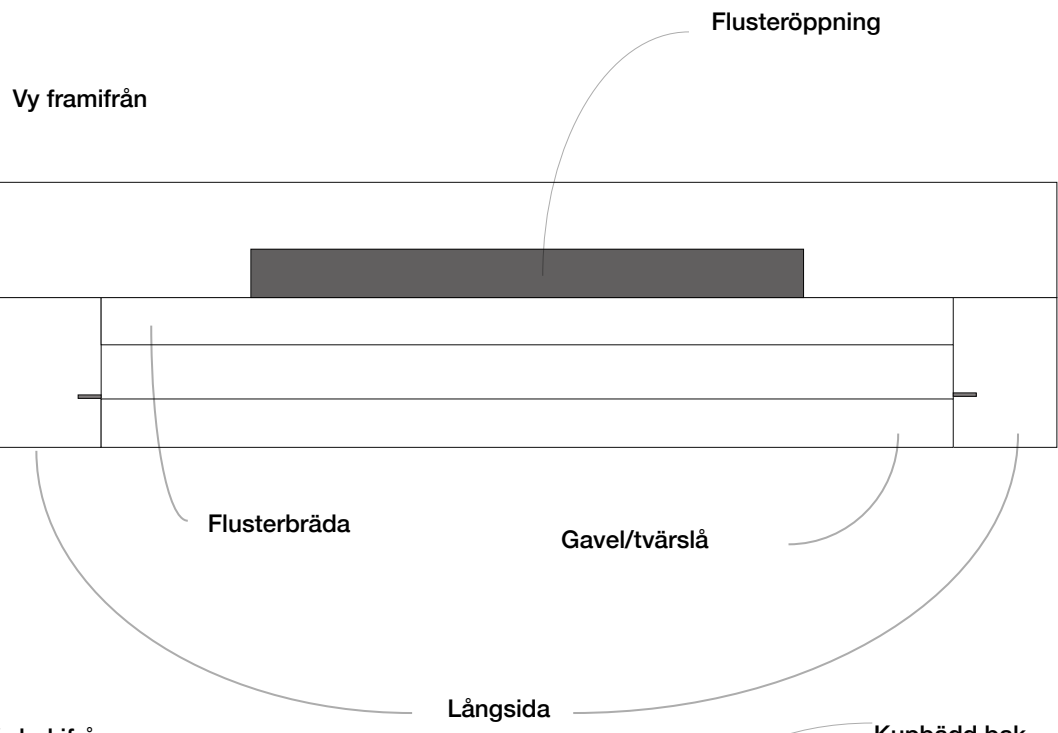 Flusteröppning
Vy framifrån
Flusterbräda
Gavel/tvärslå
Långsida